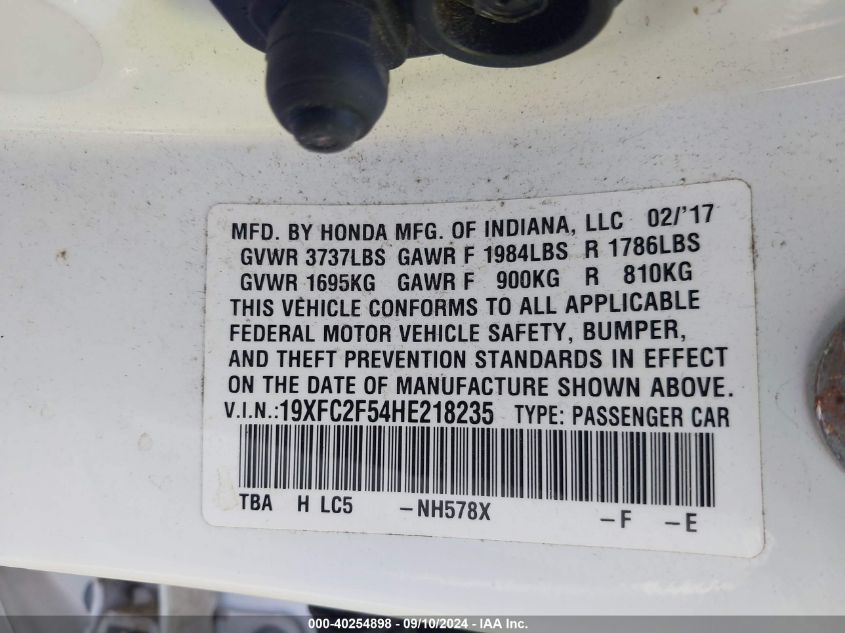 MFD. BY HONDA MFG. OF INDIANA, LLC 02/'17
GVWR 3737LBS GAWR F 1984LBS R 1786LBS
GVWR 1695KG GAWR F 900KG R 810KG
THIS VEHICLE CONFORMS TO ALL APPLICABLE
FEDERAL MOTOR VEHICLE SAFETY, BUMPER,
AND THEFT PREVENTION STANDARDS IN EFFECT
ON THE DATE OF MANUFACTURE SHOWN ABOVE.
V.I.N.:19XFC2F54HE218235 TYPE: PASSENGER CAR
TBA H LC5 -NH578X -F -E
©000-40254898 - 09/10/2024 - IAA Inc.